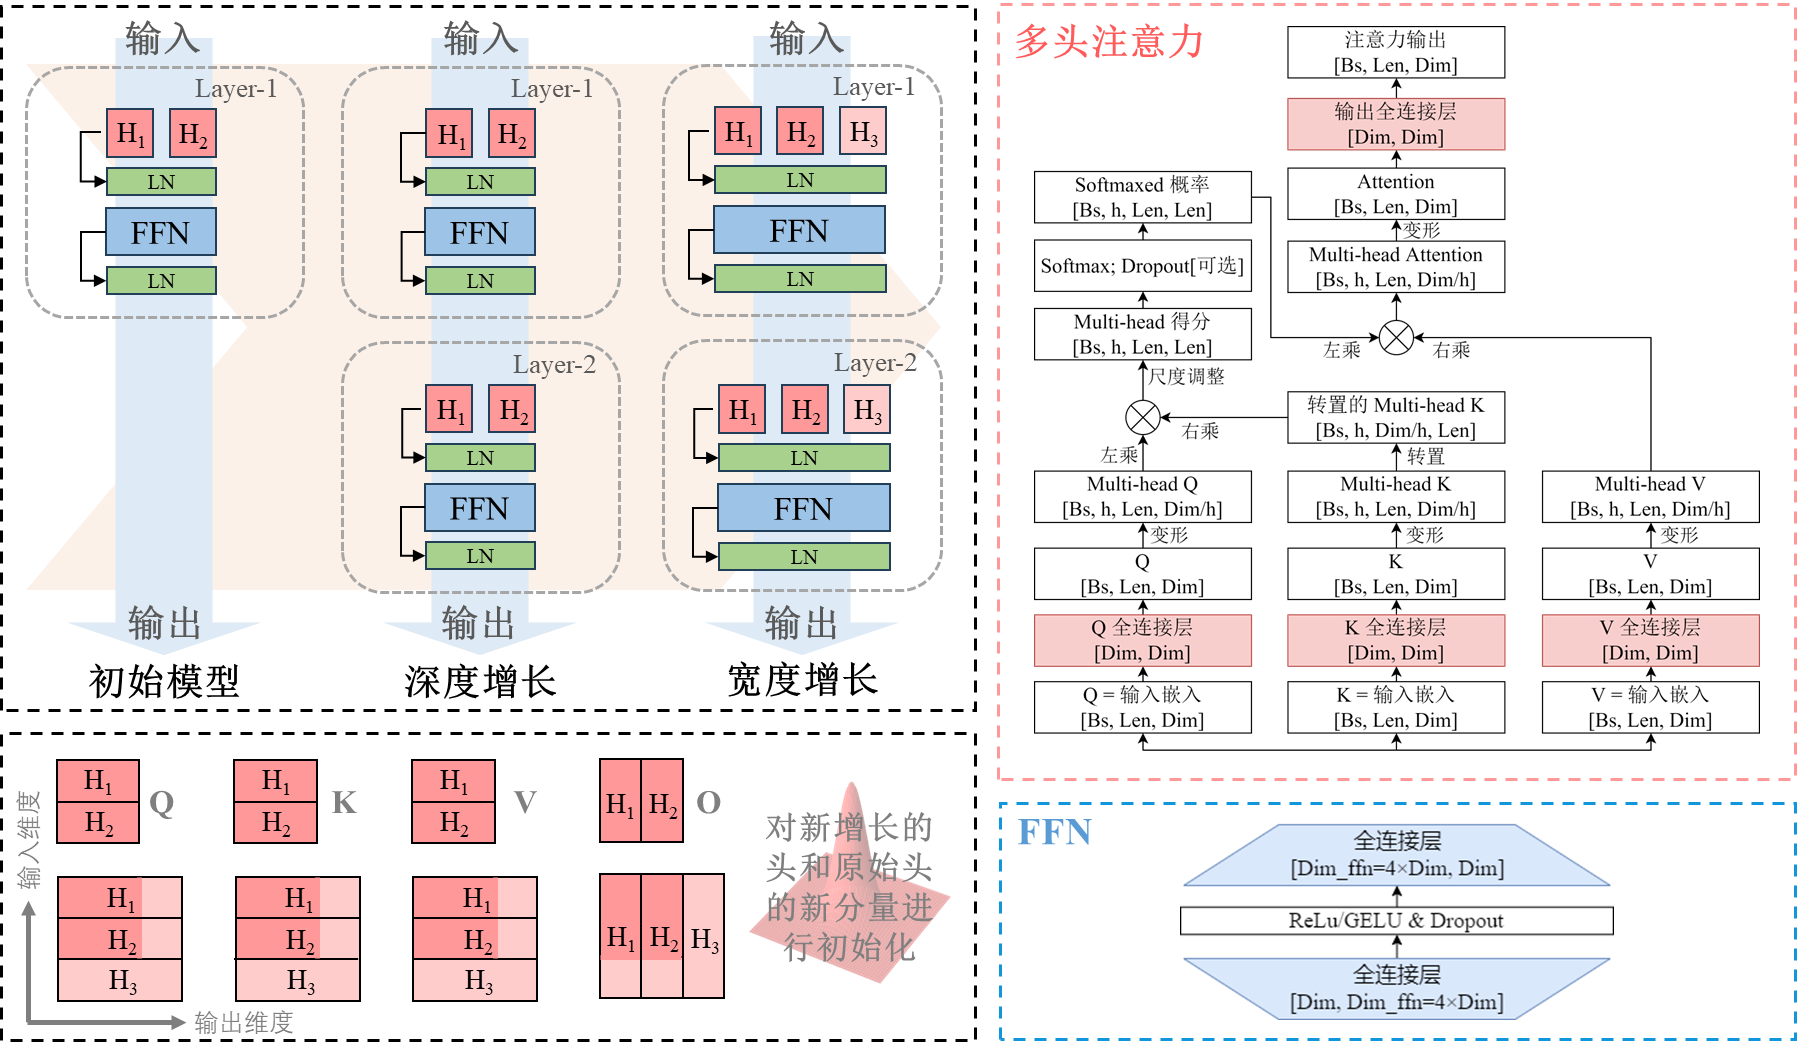 输入
Layer-1
H1 H2
LN
FFN
LN
输出
初始模型
输入
Layer-1
H1 H2
LN
FFN
LN
Layer-2
H1 H2
LN
FFN
LN
输出
深度增长
输入
Layer-1
H1 H2 H3
LN
FFN
LN
Layer-2
H1 H2 H3
LN
FFN
LN
输出
宽度增长
输入维度
输出维度
H1
H2
Q
H1
H2
K
H1
H2
V
H1 H2
O
H1
H2
H3
H1
H2
H3
H1
H2
H3
H1 H2 H3
对新增长的
头和原始头
的新分量进
行初始化
多头注意力
注意力输出
[Bs, Len, Dim]
输出全连接层
[Dim, Dim]
Attention
[Bs, Len, Dim]
变形
Multi-head Attention
[Bs, h, Len, Dim/h]
Softmaxed 概率
[Bs, h, Len, Len]
Softmax; Dropout[可选]
Multi-head 得分
[Bs, h, Len, Len]
左乘
右乘
尺度调整
转置的 Multi-head K
[Bs, h, Dim/h, Len]
右乘
左乘
转置
Multi-head Q
[Bs, h, Len, Dim/h]
Multi-head K
[Bs, h, Len, Dim/h]
Multi-head V
[Bs, h, Len, Dim/h]
变形
变形
变形
Q
[Bs, Len, Dim]
K
[Bs, Len, Dim]
V
[Bs, Len, Dim]
Q 全连接层
[Dim, Dim]
K 全连接层
[Dim, Dim]
V 全连接层
[Dim, Dim]
Q = 输入嵌入
[Bs, Len, Dim]
K = 输入嵌入
[Bs, Len, Dim]
V = 输入嵌入
[Bs, Len, Dim]
FFN
全连接层
[Dim_ffn=4×Dim, Dim]
ReLu/GELU & Dropout
全连接层
[Dim, Dim_ffn=4×Dim]